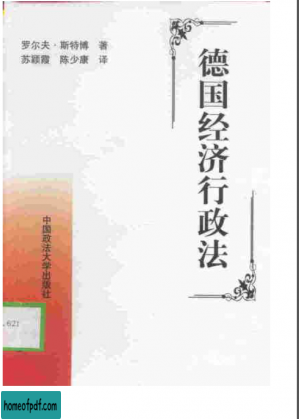 罗尔夫·斯特博 著
苏颖霞 陈少康 译
德国经济行政法
中国政法大学出版社
.621
homeofpdf.com